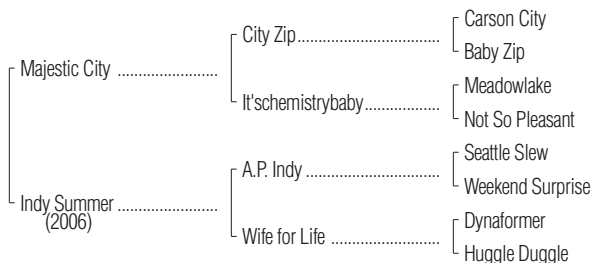 Carson City
City Zip........................................
Baby Zip
Majestic City ............................
Meadowlake
It'schemistrybaby.....................
Not So Pleasant
Seattle Slew
A.P. Indy .....................................
Weekend Surprise
Indy Summer ............................
(2006)
Dynaformer
Wife for Life ..............................
Huggle Duggle